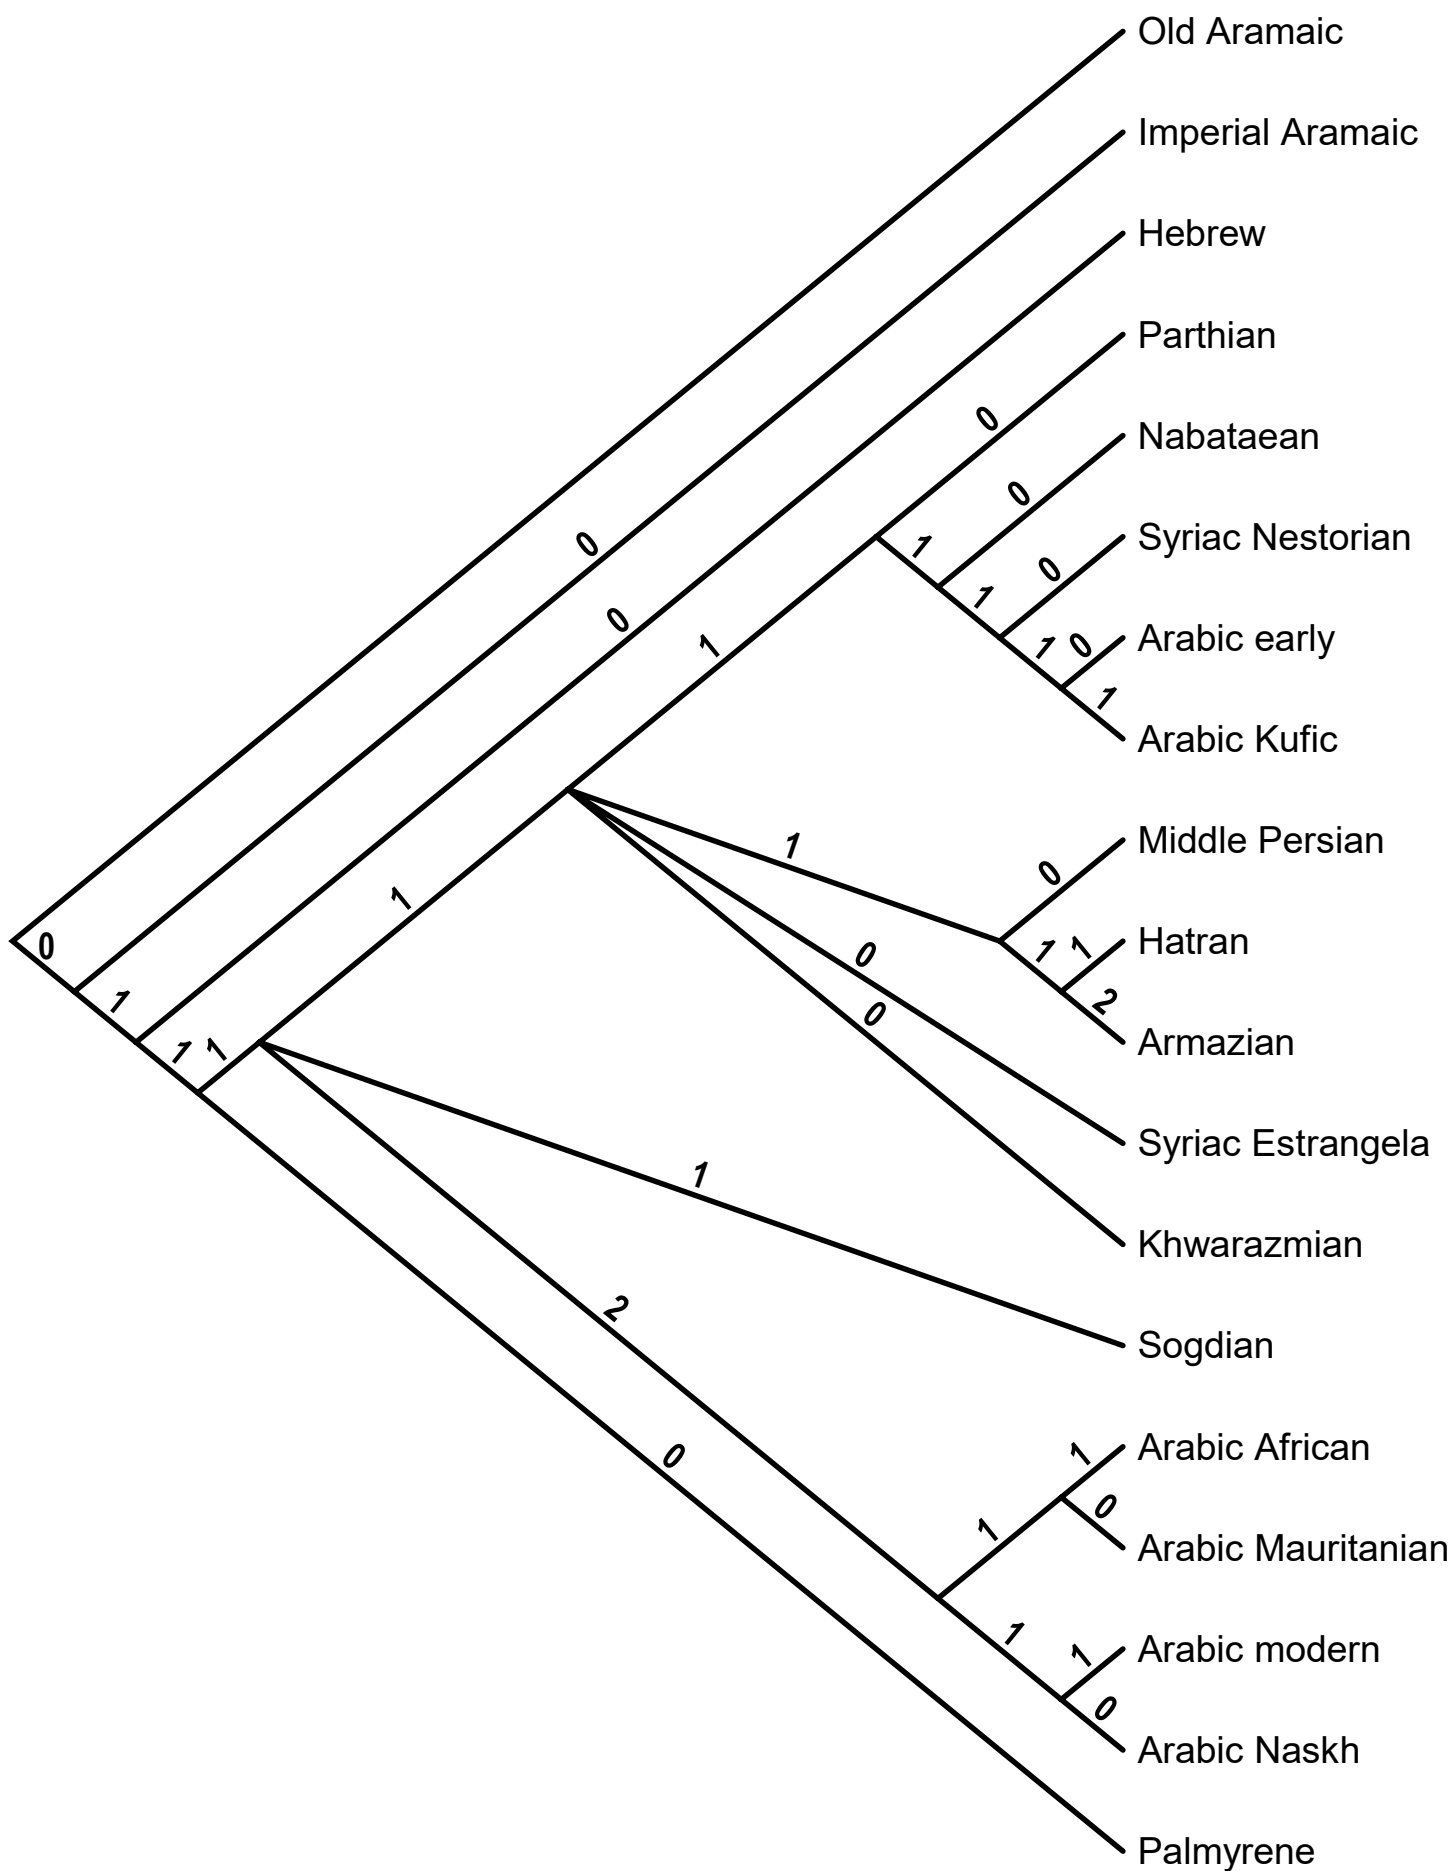 Old Aramaic
Imperial Aramaic
Hebrew
Parthian
0
Nabataean
0
Syriac Nestorian
0
1
0
1
Arabic early
0
1
0
1
1
Arabic Kufic
Middle Persian
1
0
1
Hatran
0
1
1
0
2
1
0
Armazian
1
1
Syriac Estrangela
1
Khwarazmian
2
Sogdian
Arabic African
1
0
0
1
Arabic Mauritanian
1
Arabic modern
1
0
Arabic Naskh
Palmyrene